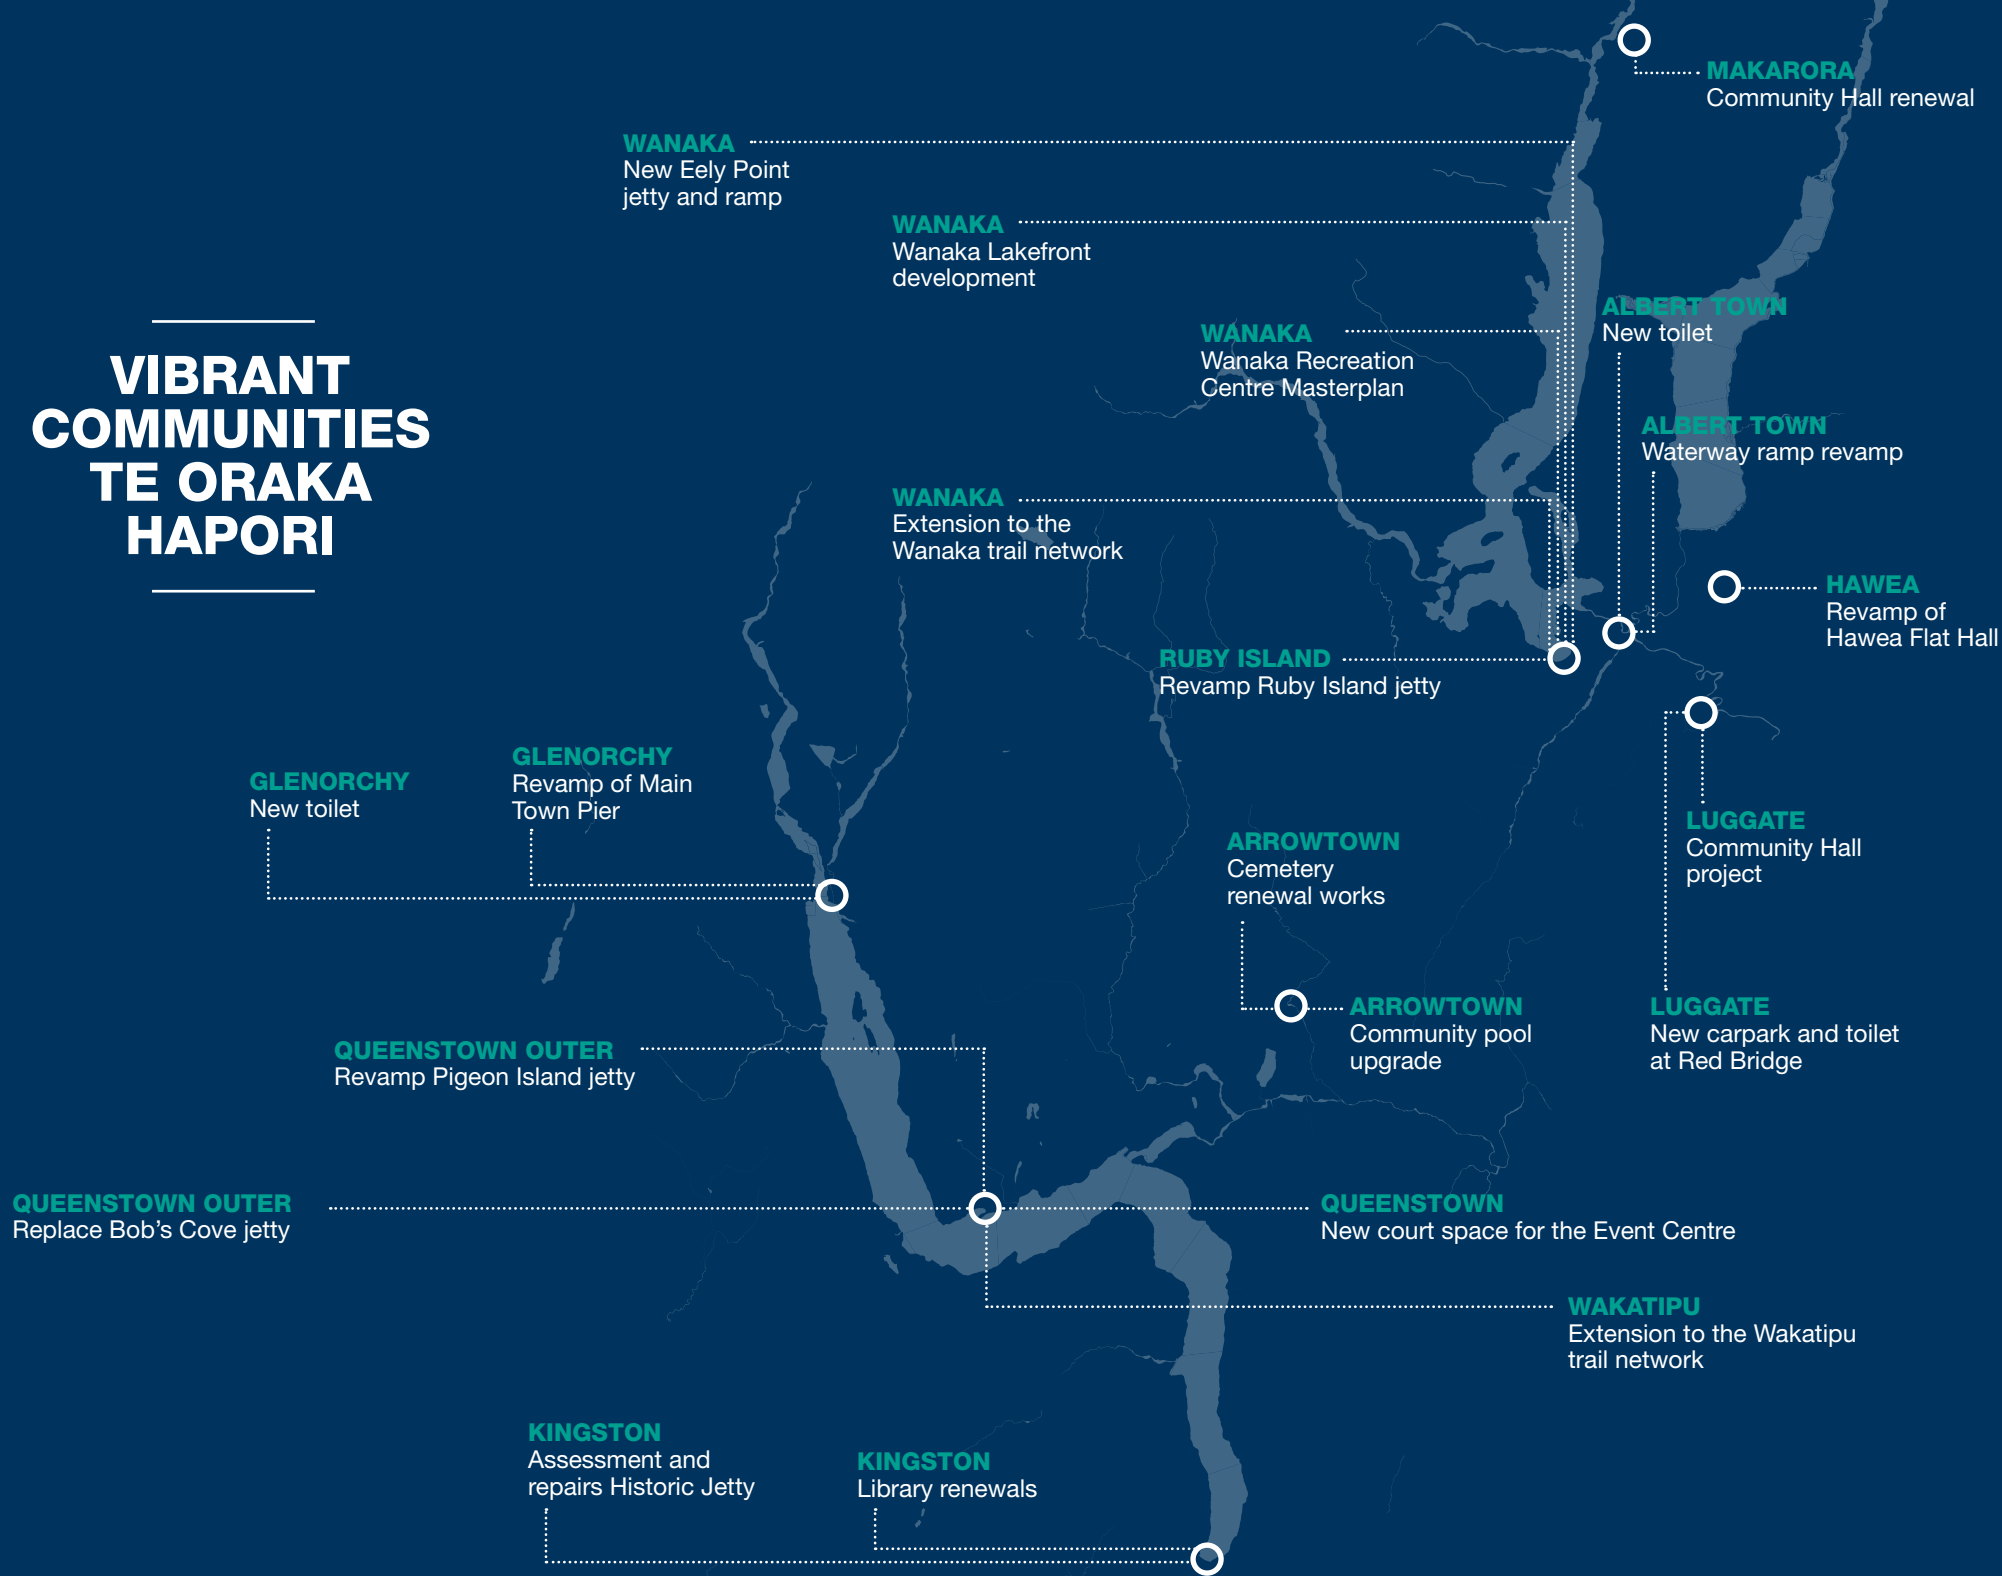 VIBRANT
COMMUNITIES
TE ORAKA
HAPORI
MAKARORA
Community Hall renewal
WANAKA
New Eely Point
jetty and ramp
WANAKA
Wanaka Lakefront
development
WANAKA
Wanaka Recreation
Centre Masterplan
ALBERT TOWN
New toilet
ALBERT TOWN
Waterway ramp revamp
WANAKA
Extension to the
Wanaka trail network
HAWEA
Revamp of
Hawea Flat Hall
RUBY ISLAND
Revamp Ruby Island jetty
GLENORCHY
New toilet
GLENORCHY
Revamp of Main
Town Pier
LUGGATE
Community Hall
project
ARROWTOWN
Cemetery
renewal works
ARROWTOWN
Community pool
upgrade
LUGGATE
New carpark and toilet
at Red Bridge
QUEENSTOWN OUTER
Revamp Pigeon Island jetty
QUEENSTOWN OUTER
Replace Bob’s Cove jetty
QUEENSTOWN
New court space for the Event Centre
WAKATIPU
Extension to the Wakatipu
trail network
KINGSTON
Assessment and
repairs Historic Jetty
KINGSTON
Library renewals